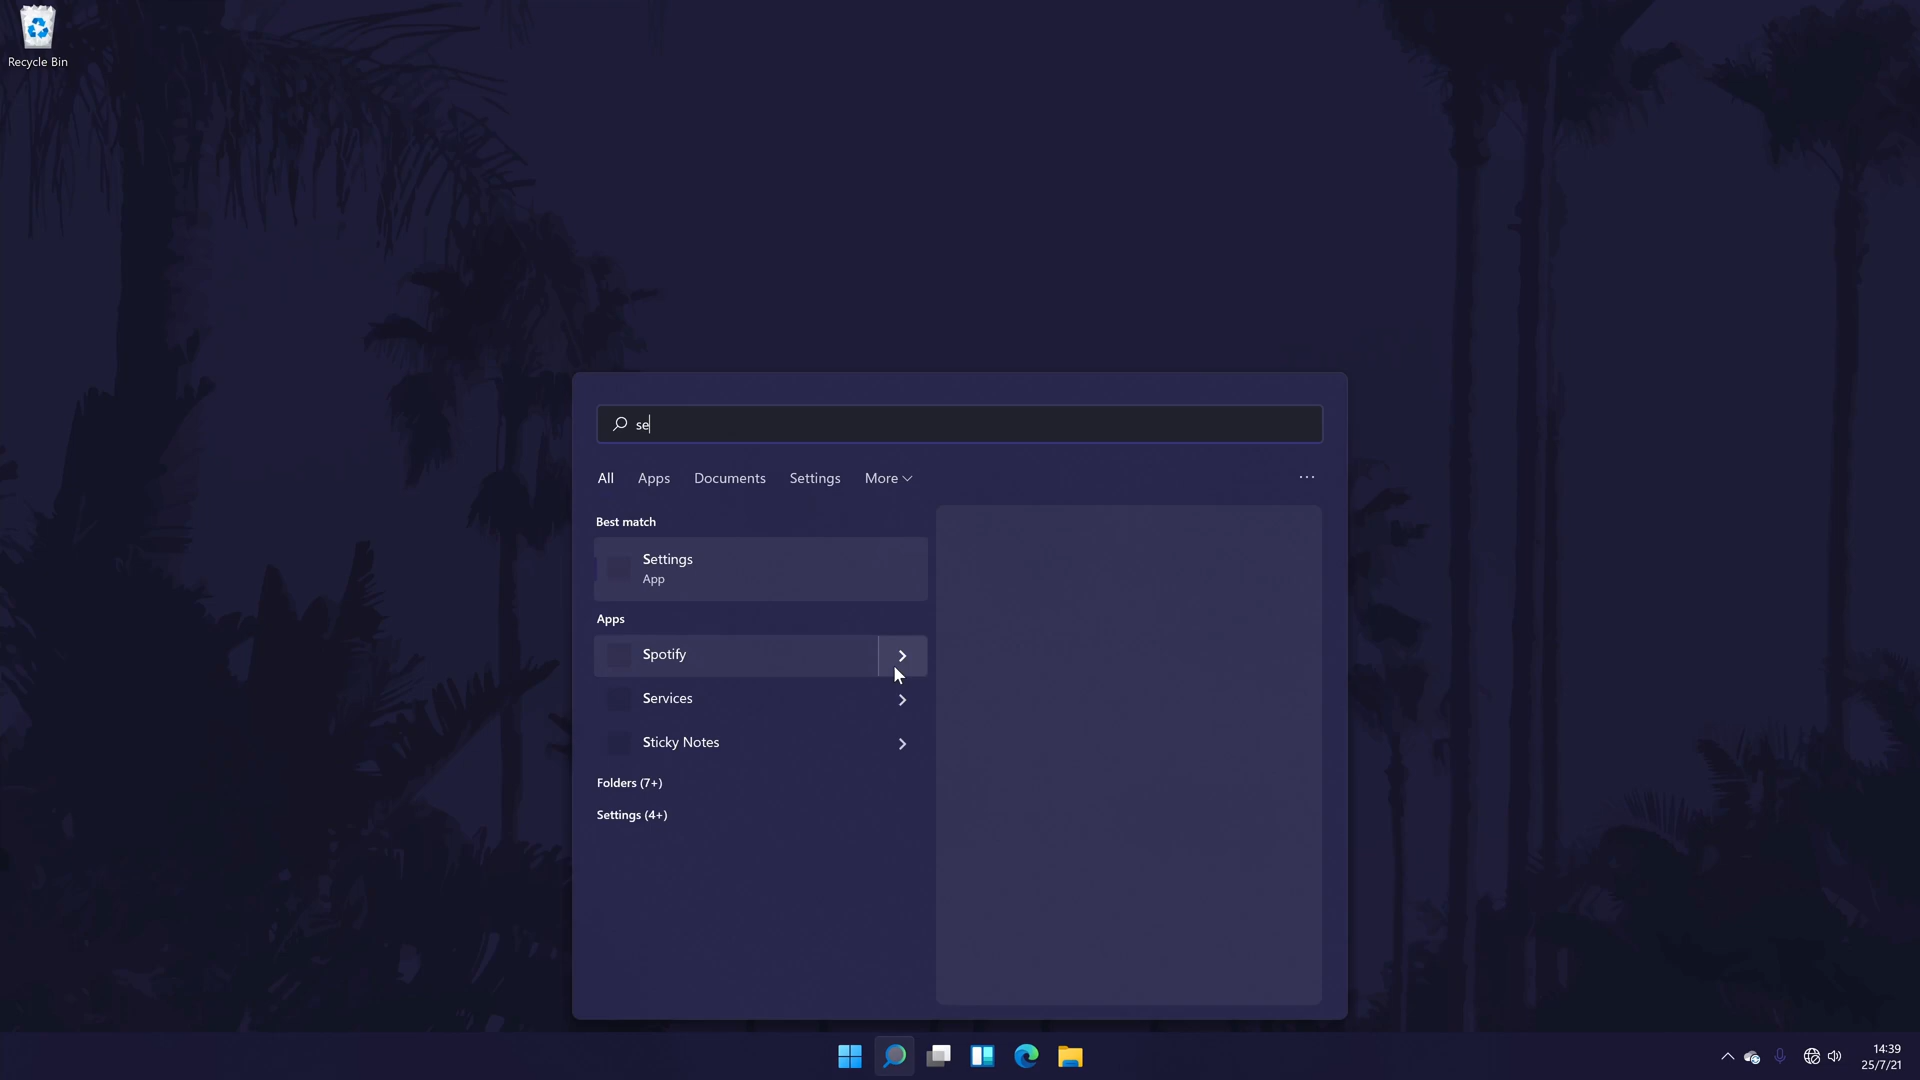 Recycle Bin
se
All Apps Documents Settings More
Best match
Settings
App
Apps
Spotify
Services
Sticky Notes
Folders (7+)
Settings (4+)
14:39
25/7/21